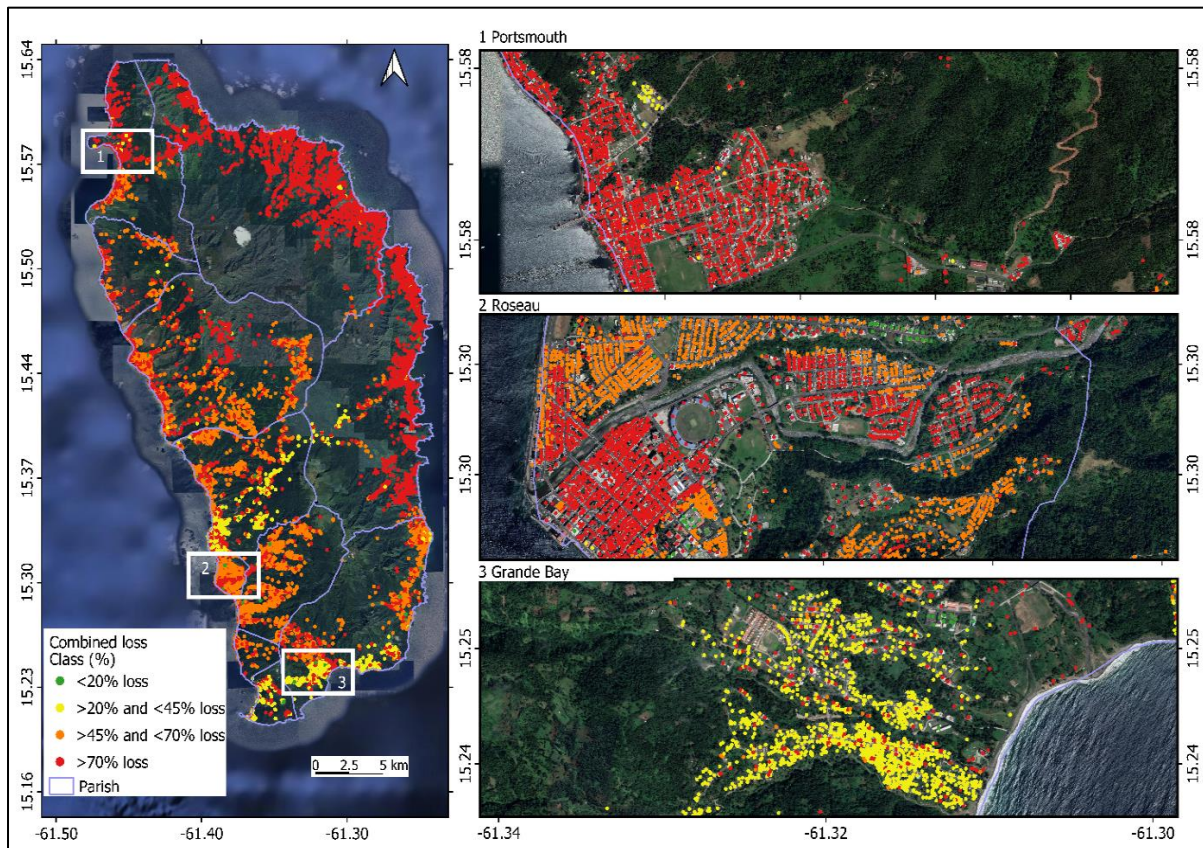 15.64
15.57
15.50
15.44
15.37
15.30
15.23
15.16
-61.50
-61.40
-61.30
1
2
3
Combined loss
Class (%)
<20% loss
>20% and <45% loss
>45% and <70% loss
>70% loss
Parish
0 2.5 5 km
1 Portsmouth
15.58
15.58
15.58
2 Roseau
15.30
15.30
15.30
15.30
3 Grande Bay
15.25
15.25
15.24
15.24
-61.34
-61.32
-61.30